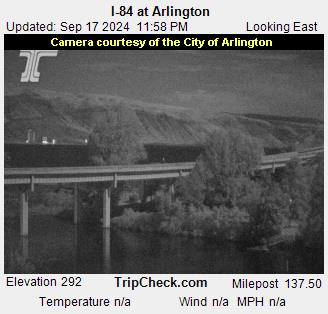 I-84 at Arlington
Updated: Sep 17 2024 11:58 PM Looking East
Camera courtesy of the City of Arlington
Elevation 292 TripCheck.com Milepost 137.50
Temperature n/a Wind n/a MPH n/a